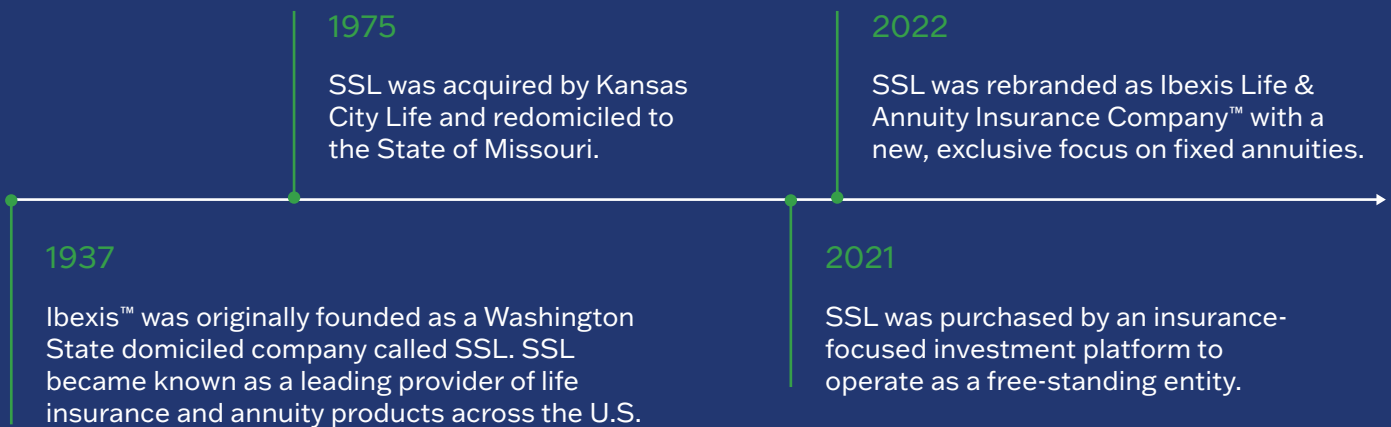 1975
SSL was acquired by Kansas
City Life and redomiciled to
the State of Missouri.
2022
SSL was rebranded as Ibexis Life &
Annuity Insurance Company™ with a
new, exclusive focus on fixed annuities.
1937
Ibexis™ was originally founded as a Washington
State domiciled company called SSL. SSL
became known as a leading provider of life
insurance and annuity products across the U.S.
2021
SSL was purchased by an insurance-
focused investment platform to
operate as a free-standing entity.